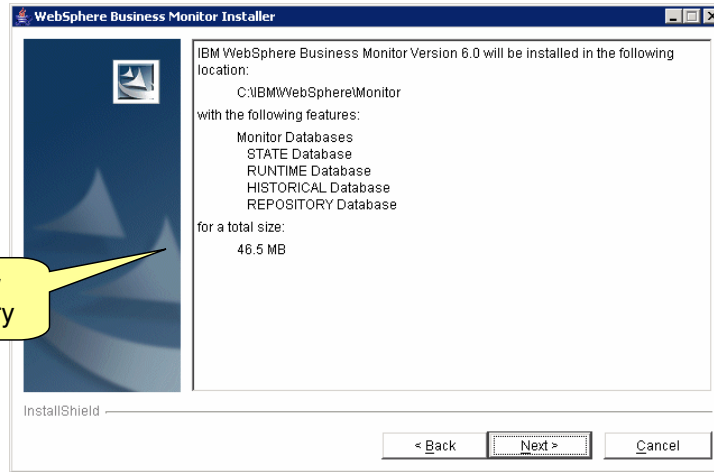 WebSphere Business Monitor Installer
IBM WebSphere Business Monitor Version 6.0 will be installed in the following
location:
C:\IBM\WebSphere\Monitor
with the following features:
Monitor Databases
STATE Database
RUNTIME Database
HISTORICAL Database
REPOSITORY Database
for a total size:
46.5 MB
InstallShield
< Back
Next >
Cancel